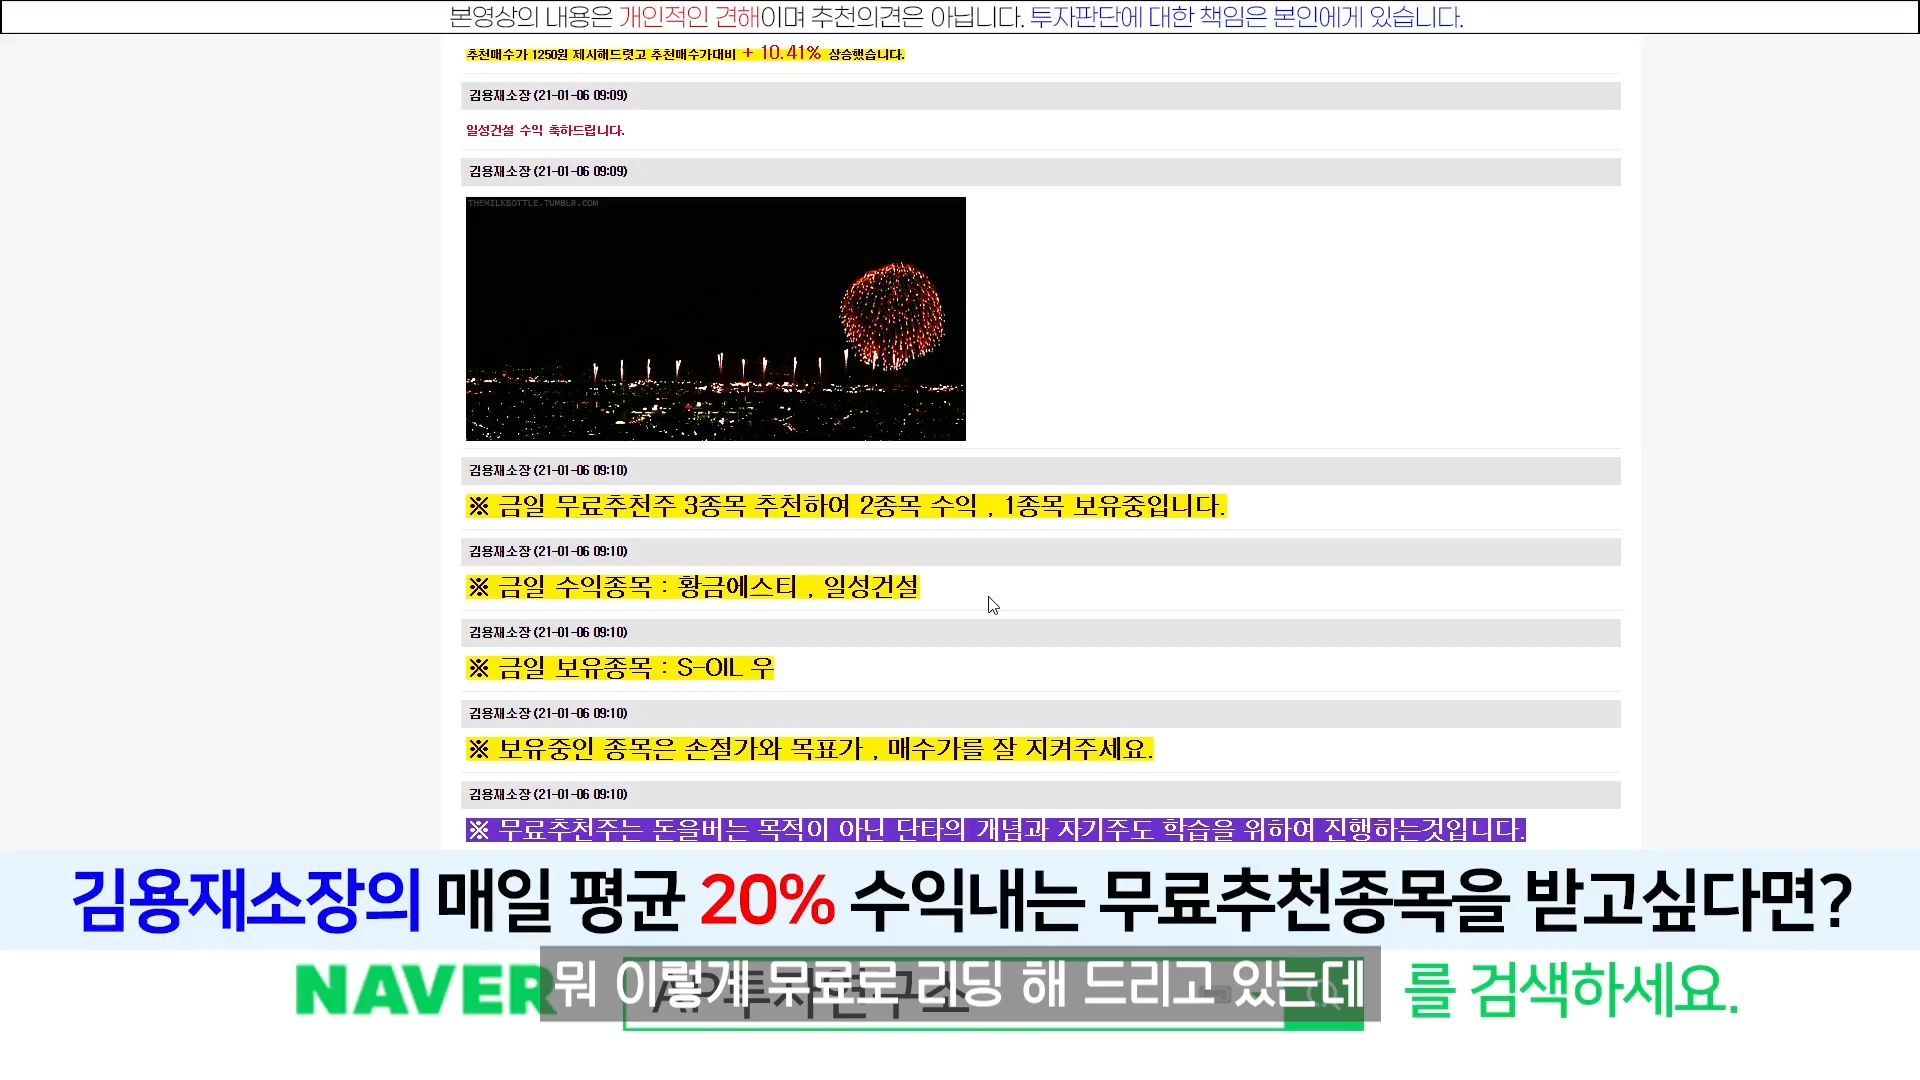 본영상의 내용은 개인적인 견해이며 추천의견은 아닙니다. 투자판단에 대한 책임은 본인에게 있습니다.
추천매수가 1250원 제시해드렸고 추천매수가대비 + 10.41% 상승했습니다.
김용재소장 (21-01-06 09:09)
일성건설 수익 축하드립니다.
김용재소장 (21-01-06 09:09)
THEMILKBOTTLE.TUMBLR.COM
김용재소장 (21-01-06 09:10)
※ 금일 무료추천주 3종목 추천하여 2종목 수익 , 1종목 보유중입니다.
김용재소장 (21-01-06 09:10)
※ 금일 수익종목 : 황금에스티 , 일성건설
김용재소장 (21-01-06 09:10)
※ 금일 보유종목 : S-OIL 우
김용재소장 (21-01-06 09:10)
※ 보유중인 종목은 손절가와 목표가 , 매수가를 잘 지켜주세요.
김용재소장 (21-01-06 09:10)
※ 무료추천주는 돈을버는 목적이 아닌 단타의 개념과 자기주도 학습을 위하여 진행하는것입니다.
김용재소장의 매일 평균 20% 수익내는 무료추천종목을 받고싶다면?
NAVER AP투자연구소 를 검색하세요.
뭐 이렇게 무료로 리딩 해 드리고 있는데